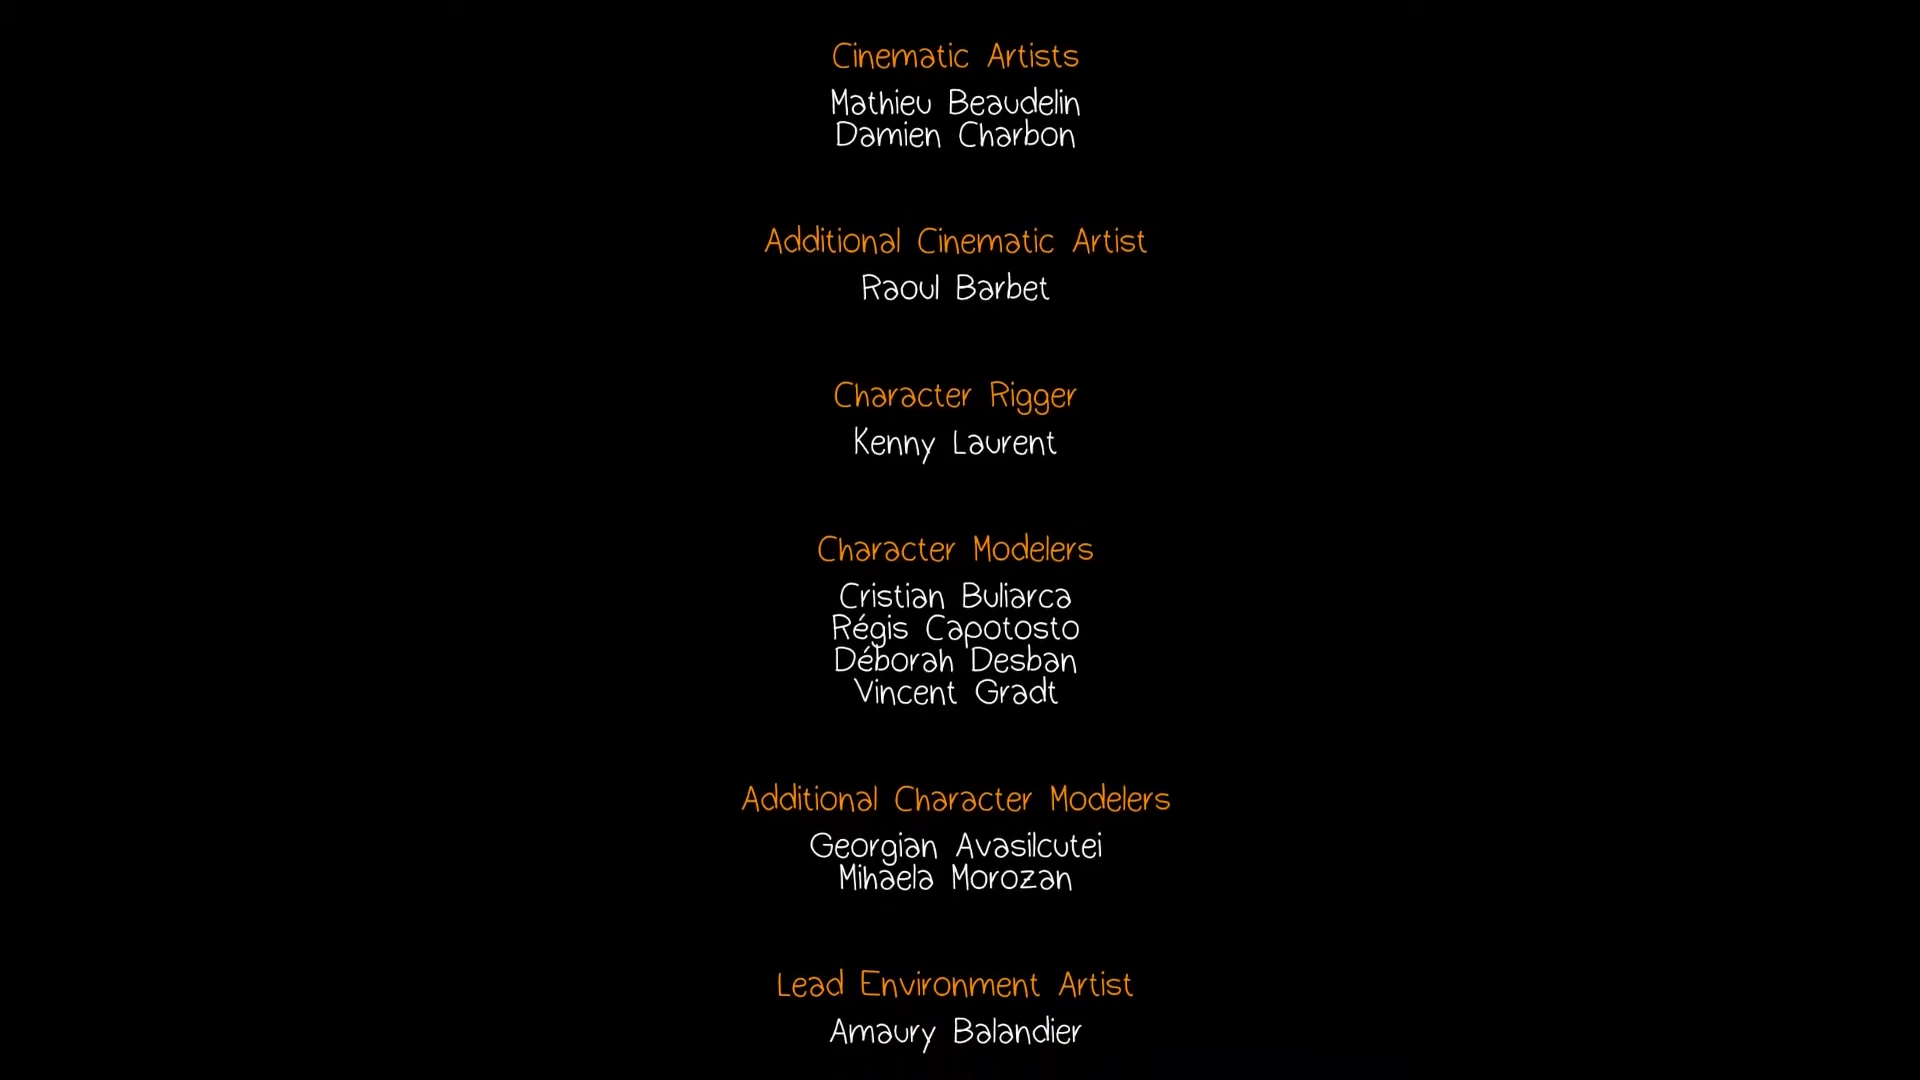 Cinematic Artists
Mathieu Beaudelin
Damien Charbon
Additional Cinematic Artist
Raoul Barbet
Character Rigger
Kenny Laurent
Character Modelers
Cristian Buliarca
Régis Capotosto
Déborah Desban
Vincent Gradt
Additional Character Modelers
Georgian Avasilcutei
Mihaela Morozan
Lead Environment Artist
Amaury Balandier